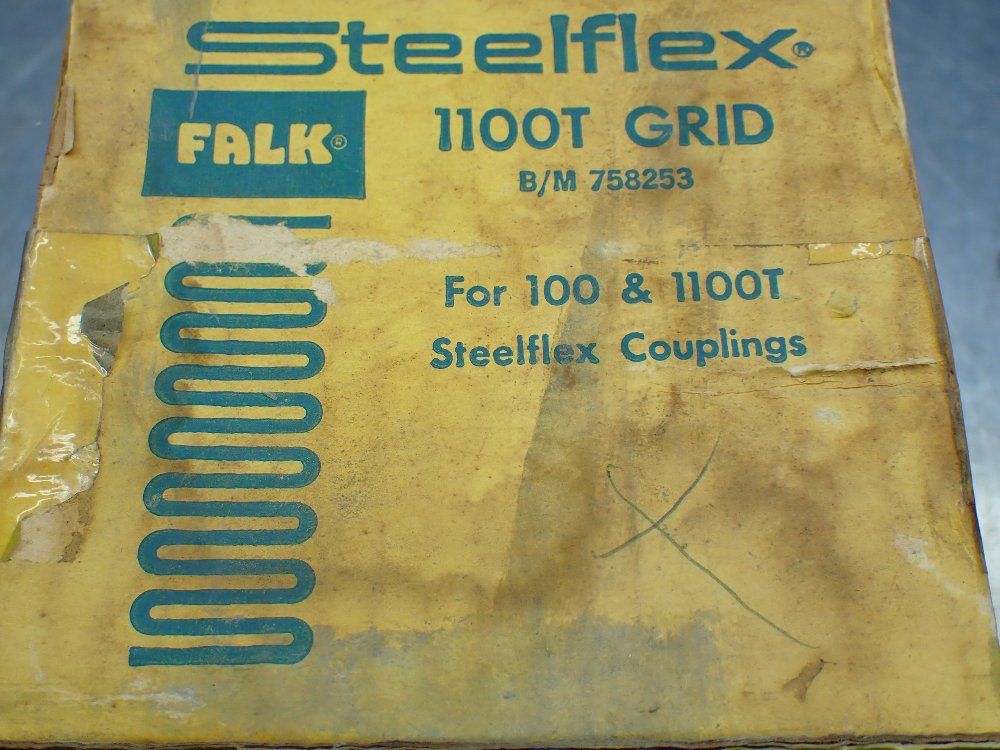 Steelflex®
FALK®
1100T GRID
B/M 758253
For 100 & 1100T
Steelflex Couplings